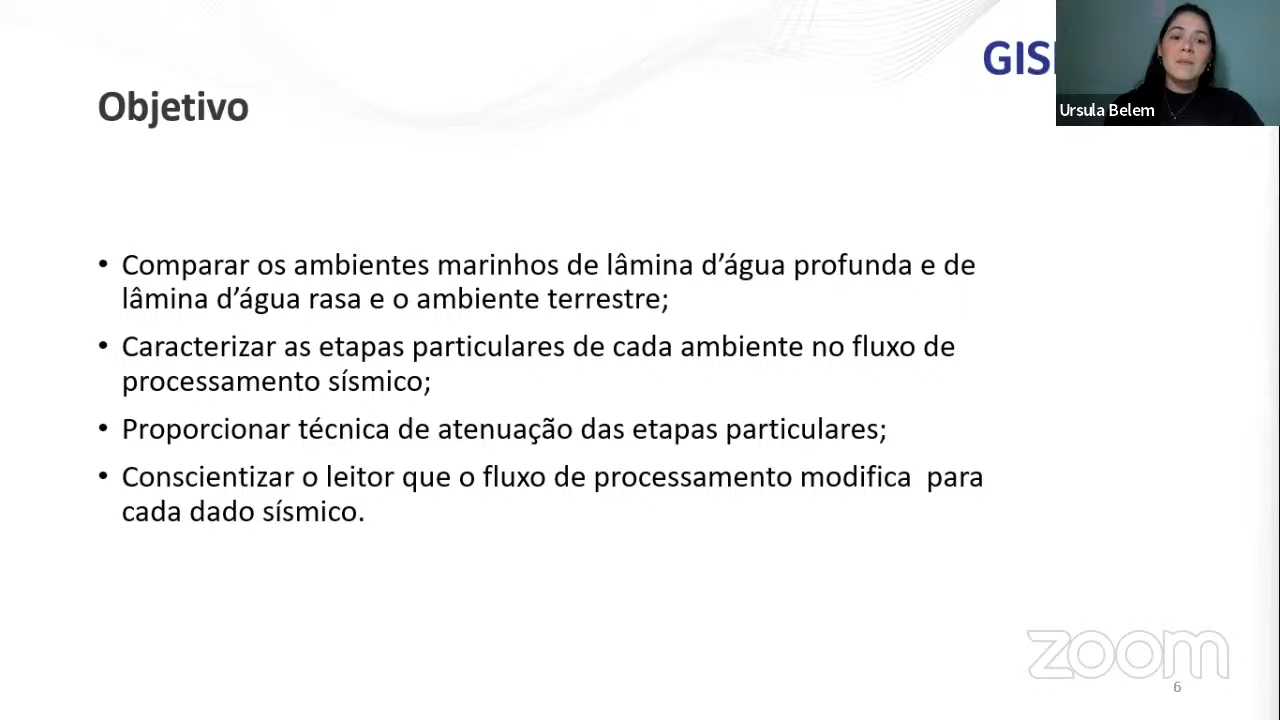 GIS
Ursula Belem
Objetivo
• Comparar os ambientes marinhos de lâmina d’água profunda e de
lâmina d’água rasa e o ambiente terrestre;
• Caracterizar as etapas particulares de cada ambiente no fluxo de
processamento sísmico;
• Proporcionar técnica de atenuação das etapas particulares;
• Conscientizar o leitor que o fluxo de processamento modifica  para
cada dado sísmico.
zoom
6